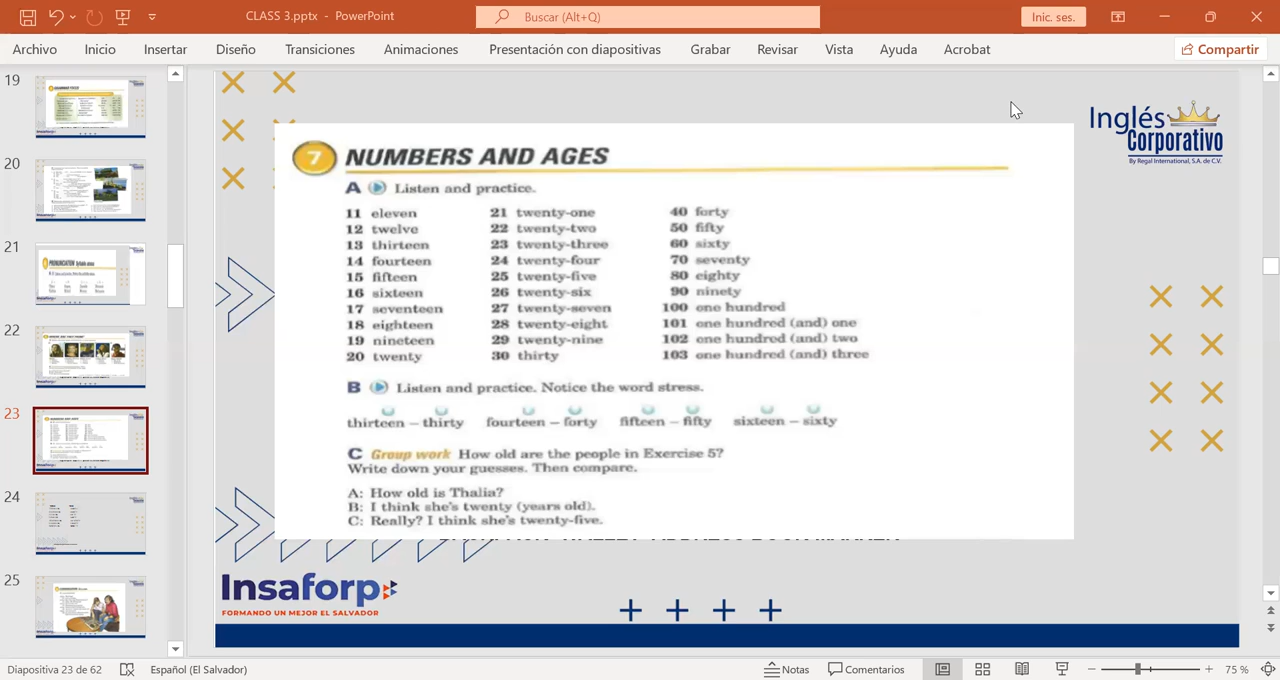 CLASS 3.pptx - PowerPoint
Buscar (Alt+Q)
Inic. ses.
Archivo Inicio Insertar Diseño Transiciones Animaciones Presentación con diapositivas Grabar Revisar Vista Ayuda Acrobat Compartir
19
20
21
22
23
24
25
Inglés
Corporativo
By Regal International, S.A. de C.V.
7 NUMBERS AND AGES
A Listen and practice.
11 eleven 21 twenty-one 40 forty
12 twelve 22 twenty-two 50 fifty
13 thirteen 23 twenty-three 60 sixty
14 fourteen 24 twenty-four 70 seventy
15 fifteen 25 twenty-five 80 eighty
16 sixteen 26 twenty-six 90 ninety
17 seventeen 27 twenty-seven 100 one hundred
18 eighteen 28 twenty-eight 101 one hundred (and) one
19 nineteen 29 twenty-nine 102 one hundred (and) two
20 twenty 30 thirty 103 one hundred (and) three
B Listen and practice. Notice the word stress.
thirteen – thirty fourteen – forty fifteen – fifty sixteen – sixty
C Group work How old are the people in Exercise 5?
Write down your guesses. Then compare.
A: How old is Thalia?
B: I think she's twenty (years old).
C: Really? I think she's twenty-five.
Insaforp
FORMANDO UN MEJOR EL SALVADOR
Diapositiva 23 de 62 Español (El Salvador) Notas Comentarios 75 %